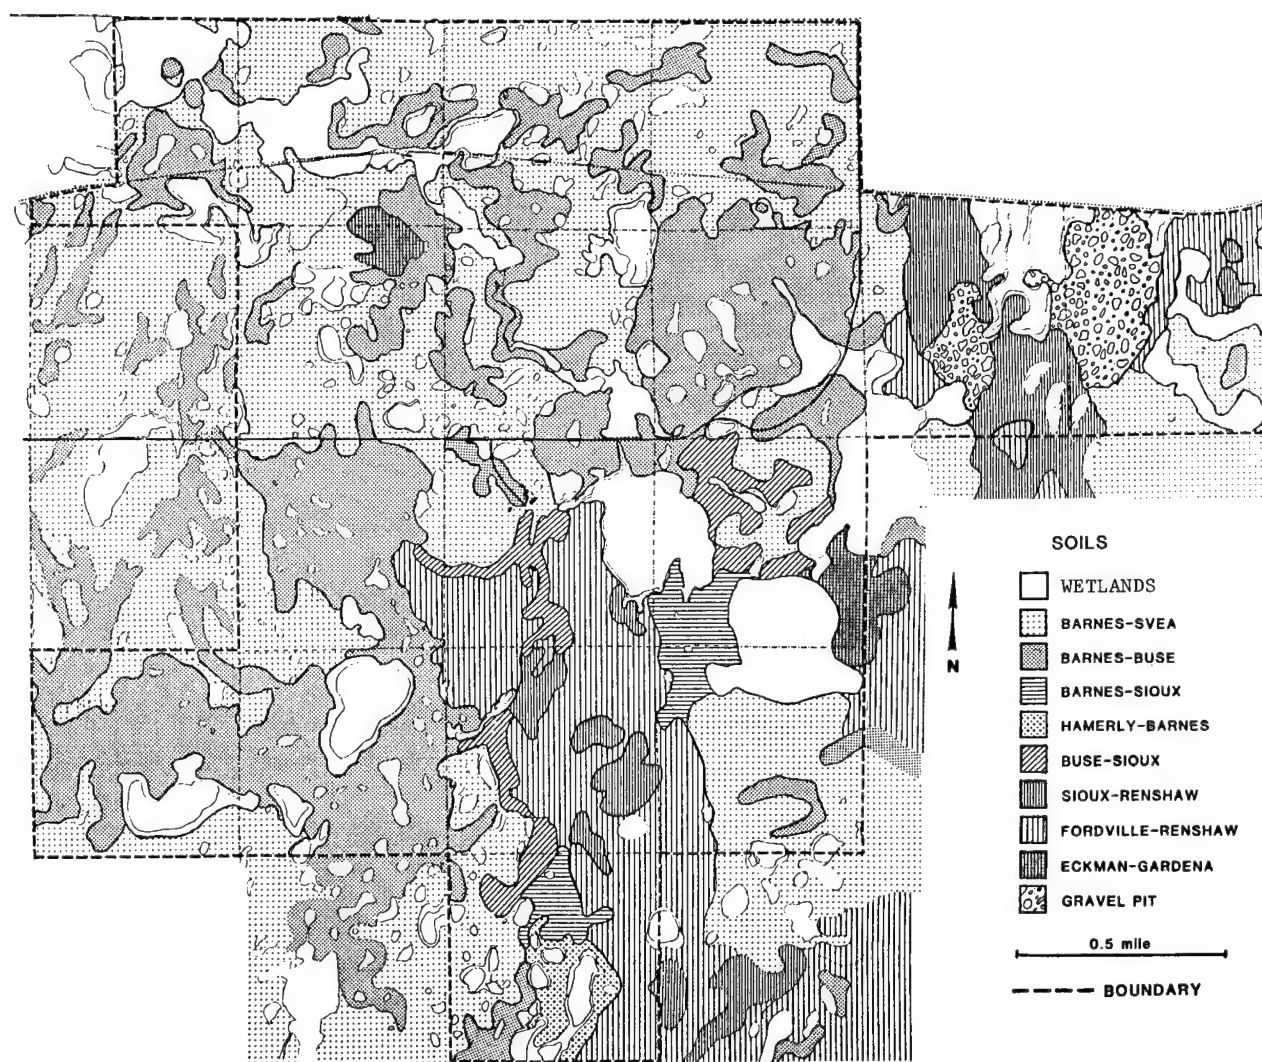 SOILS
WETLANDS
BARNES-SVEA
BARNES-BUSE
BARNES-SIOUX
HAMERLY-BARNES
BUSE-SIOUX
SIOUX-RENSHAW
FORDVILLE-RENSHAW
ECKMAN-GARDENA
GRAVEL PIT
N
0.5 mile
BOUNDARY